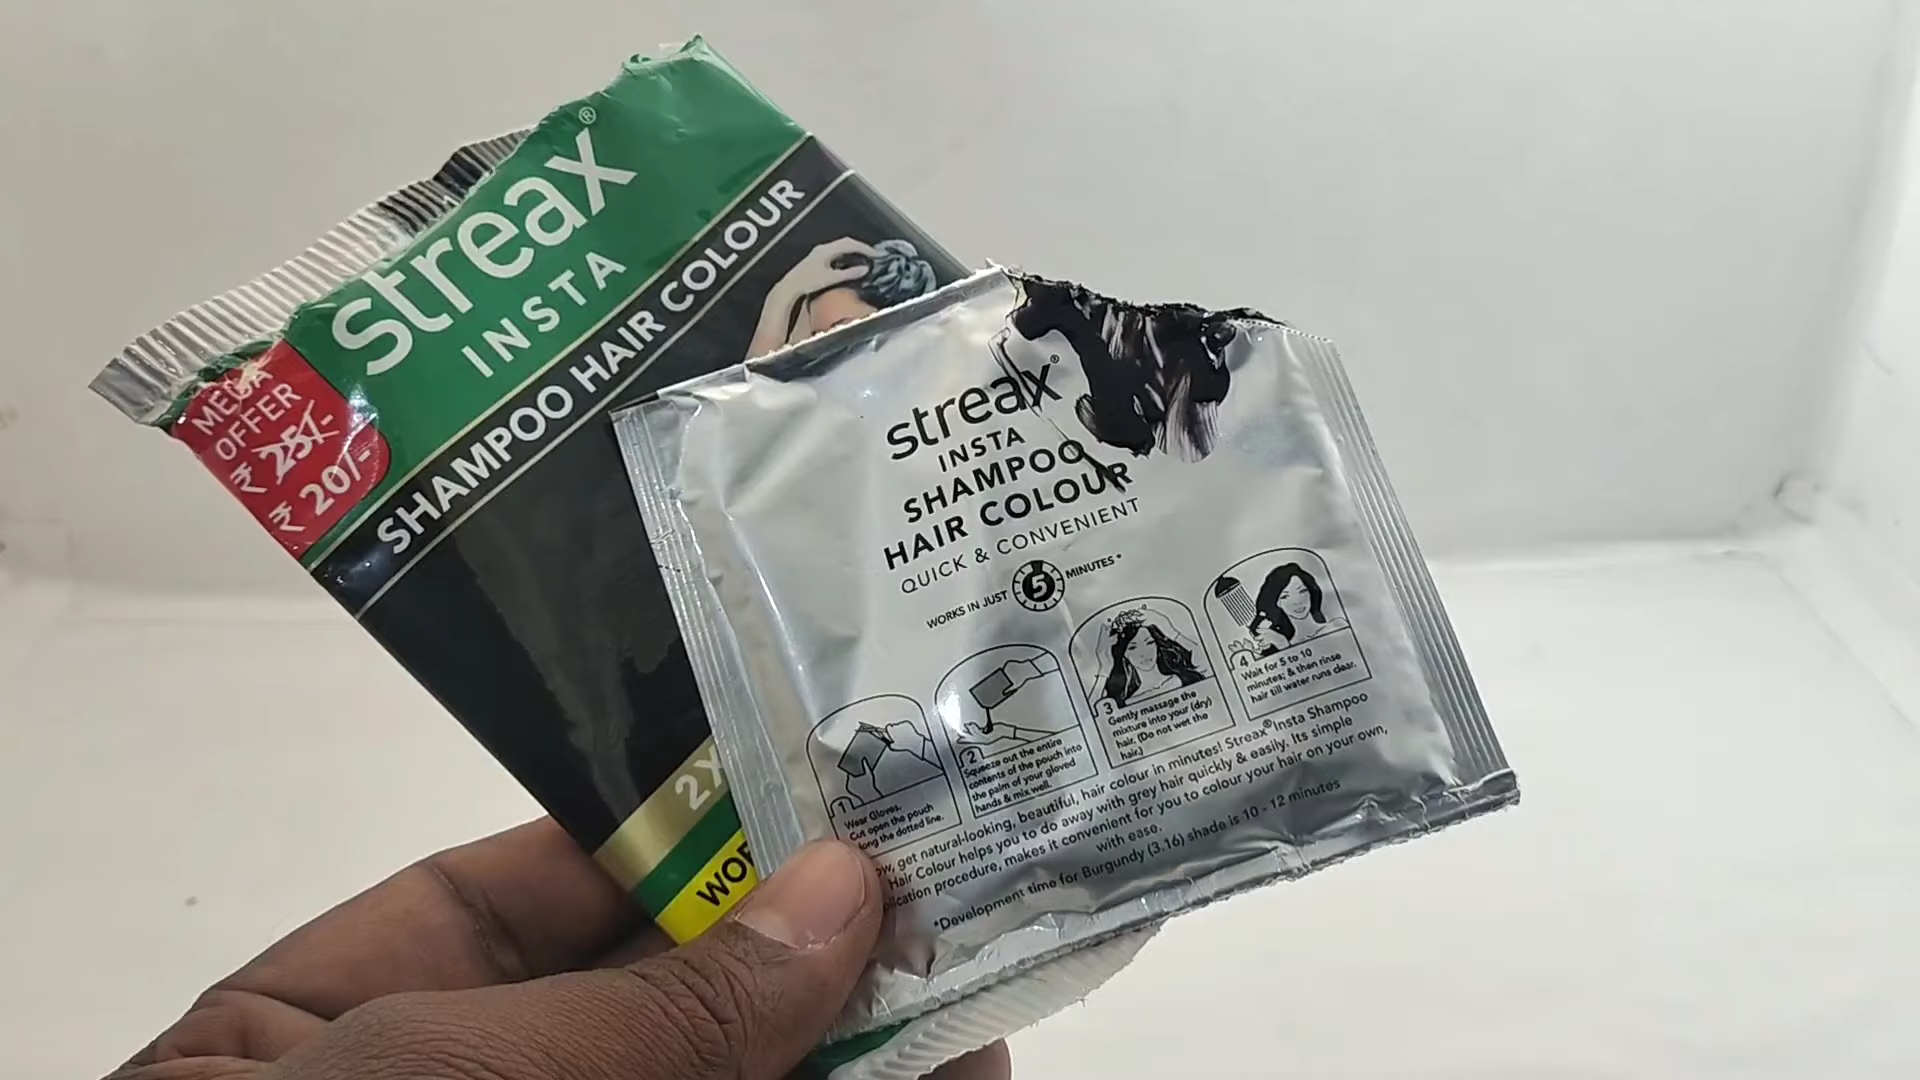 streax®
INSTA
SHAMPOO HAIR COLOUR
MEGA
OFFER
₹ 25/-
₹ 20/-
2X
WOR
streax®
INSTA
SHAMPOO
HAIR COLOUR
QUICK & CONVENIENT
WORKS IN JUST 5 MINUTES*
1
Wear Gloves.
Cut open the pouch
along the dotted line.
2
Squeeze out the entire
contents of the pouch into
the palm of your gloved
hands & mix well.
3
Gently massage the
mixture into your (dry)
hair. (Do not wet the
hair.)
4
Wait for 5 to 10
minutes; & then rinse
hair till water runs clear.
ow, get natural-looking, beautiful, hair colour in minutes! Streax® Insta Shampoo
Hair Colour helps you to do away with grey hair quickly & easily. Its simple
plication procedure, makes it convenient for you to colour your hair on your own,
with ease.
*Development time for Burgundy (3.16) shade is 10 - 12 minutes